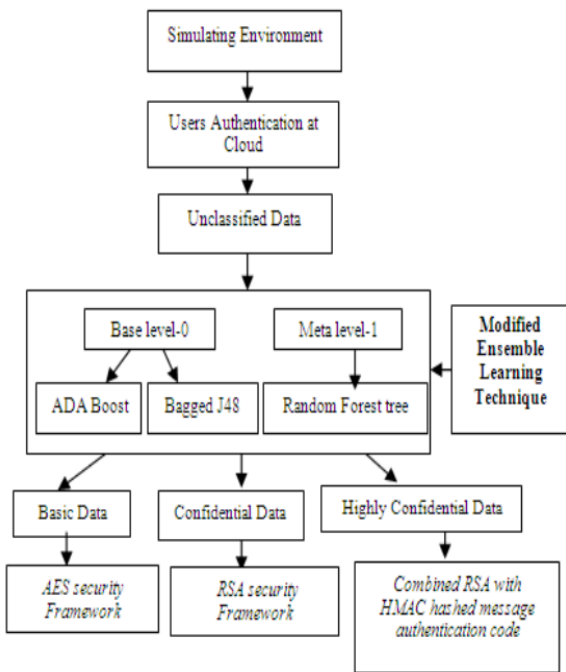 Simulating Environment
Users Authentication at
Cloud
Unclassified Data
Base level-0
Meta level-1
ADA Boost
Bagged J48
Random Forest tree
Modified
Ensemble
Learning
Technique
Basic Data
Confidential Data
Highly Confidential Data
AES security
Framework
RSA security
Framework
Combined RSA with
HMAC hashed message
authentication code